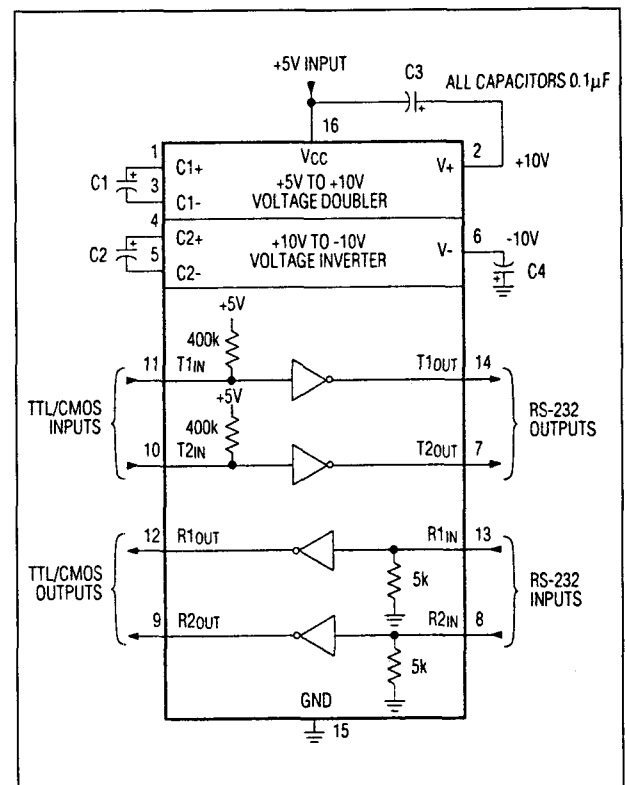 +5V INPUT
C3
ALL CAPACITORS 0.1µF
16
1
VCC
2
C1+
V+
+10V
C1
3
+5V TO +10V
VOLTAGE DOUBLER
C1-
4
C2+
+10V TO -10V
VOLTAGE INVERTER
V-
6
-10V
C2
5
C2-
C4
+5V
400k
11
T1IN
T1OUT
14
+5V
TTL/CMOS
INPUTS
RS-232
OUTPUTS
400k
10
T2IN
T2OUT
7
12
R1OUT
R1IN
13
TTL/CMOS
OUTPUTS
5k
RS-232
INPUTS
9
R2OUT
R2IN
8
5k
GND
15